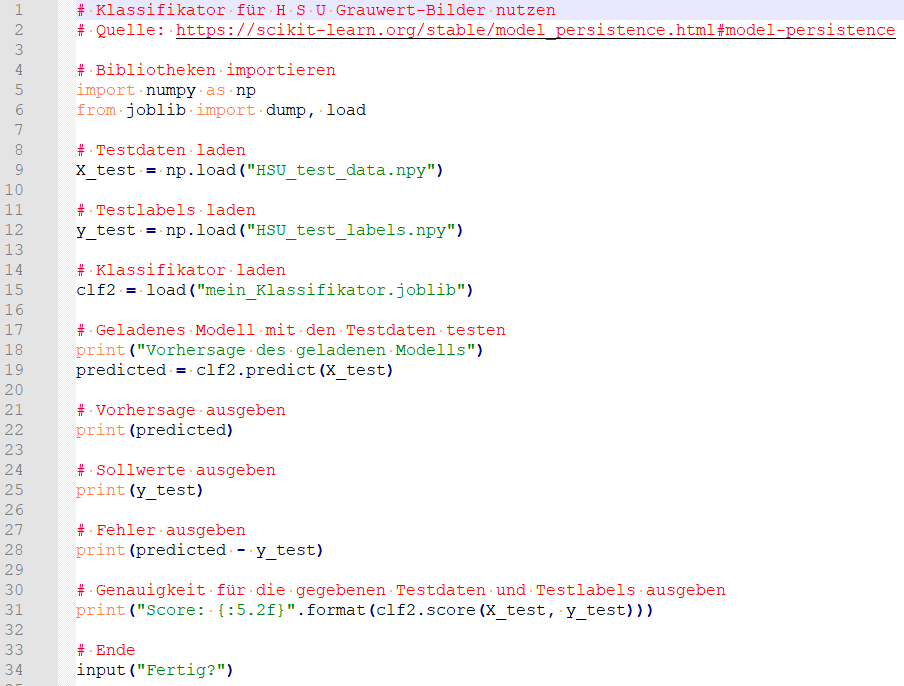 1 # Klassifikator für H S U Grauwert-Bilder nutzen
2 # Quelle: https://scikit-learn.org/stable/model_persistence.html#model-persistence
3
4 # Bibliotheken importieren
5 import numpy as np
6 from joblib import dump, load
7
8 # Testdaten laden
9 X_test = np.load("HSU_test_data.npy")
10
11 # Testlabels laden
12 y_test = np.load("HSU_test_labels.npy")
13
14 # Klassifikator laden
15 clf2 = load("mein_Klassifikator.joblib")
16
17 # Geladenes Modell mit den Testdaten testen
18 print("Vorhersage des geladenen Modells")
19 predicted = clf2.predict(X_test)
20
21 # Vorhersage ausgeben
22 print(predicted)
23
24 # Sollwerte ausgeben
25 print(y_test)
26
27 # Fehler ausgeben
28 print(predicted - y_test)
29
30 # Genauigkeit für die gegebenen Testdaten und Testlabels ausgeben
31 print("Score: {:5.2f}".format(clf2.score(X_test, y_test)))
32
33 # Ende
34 input("Fertig?")